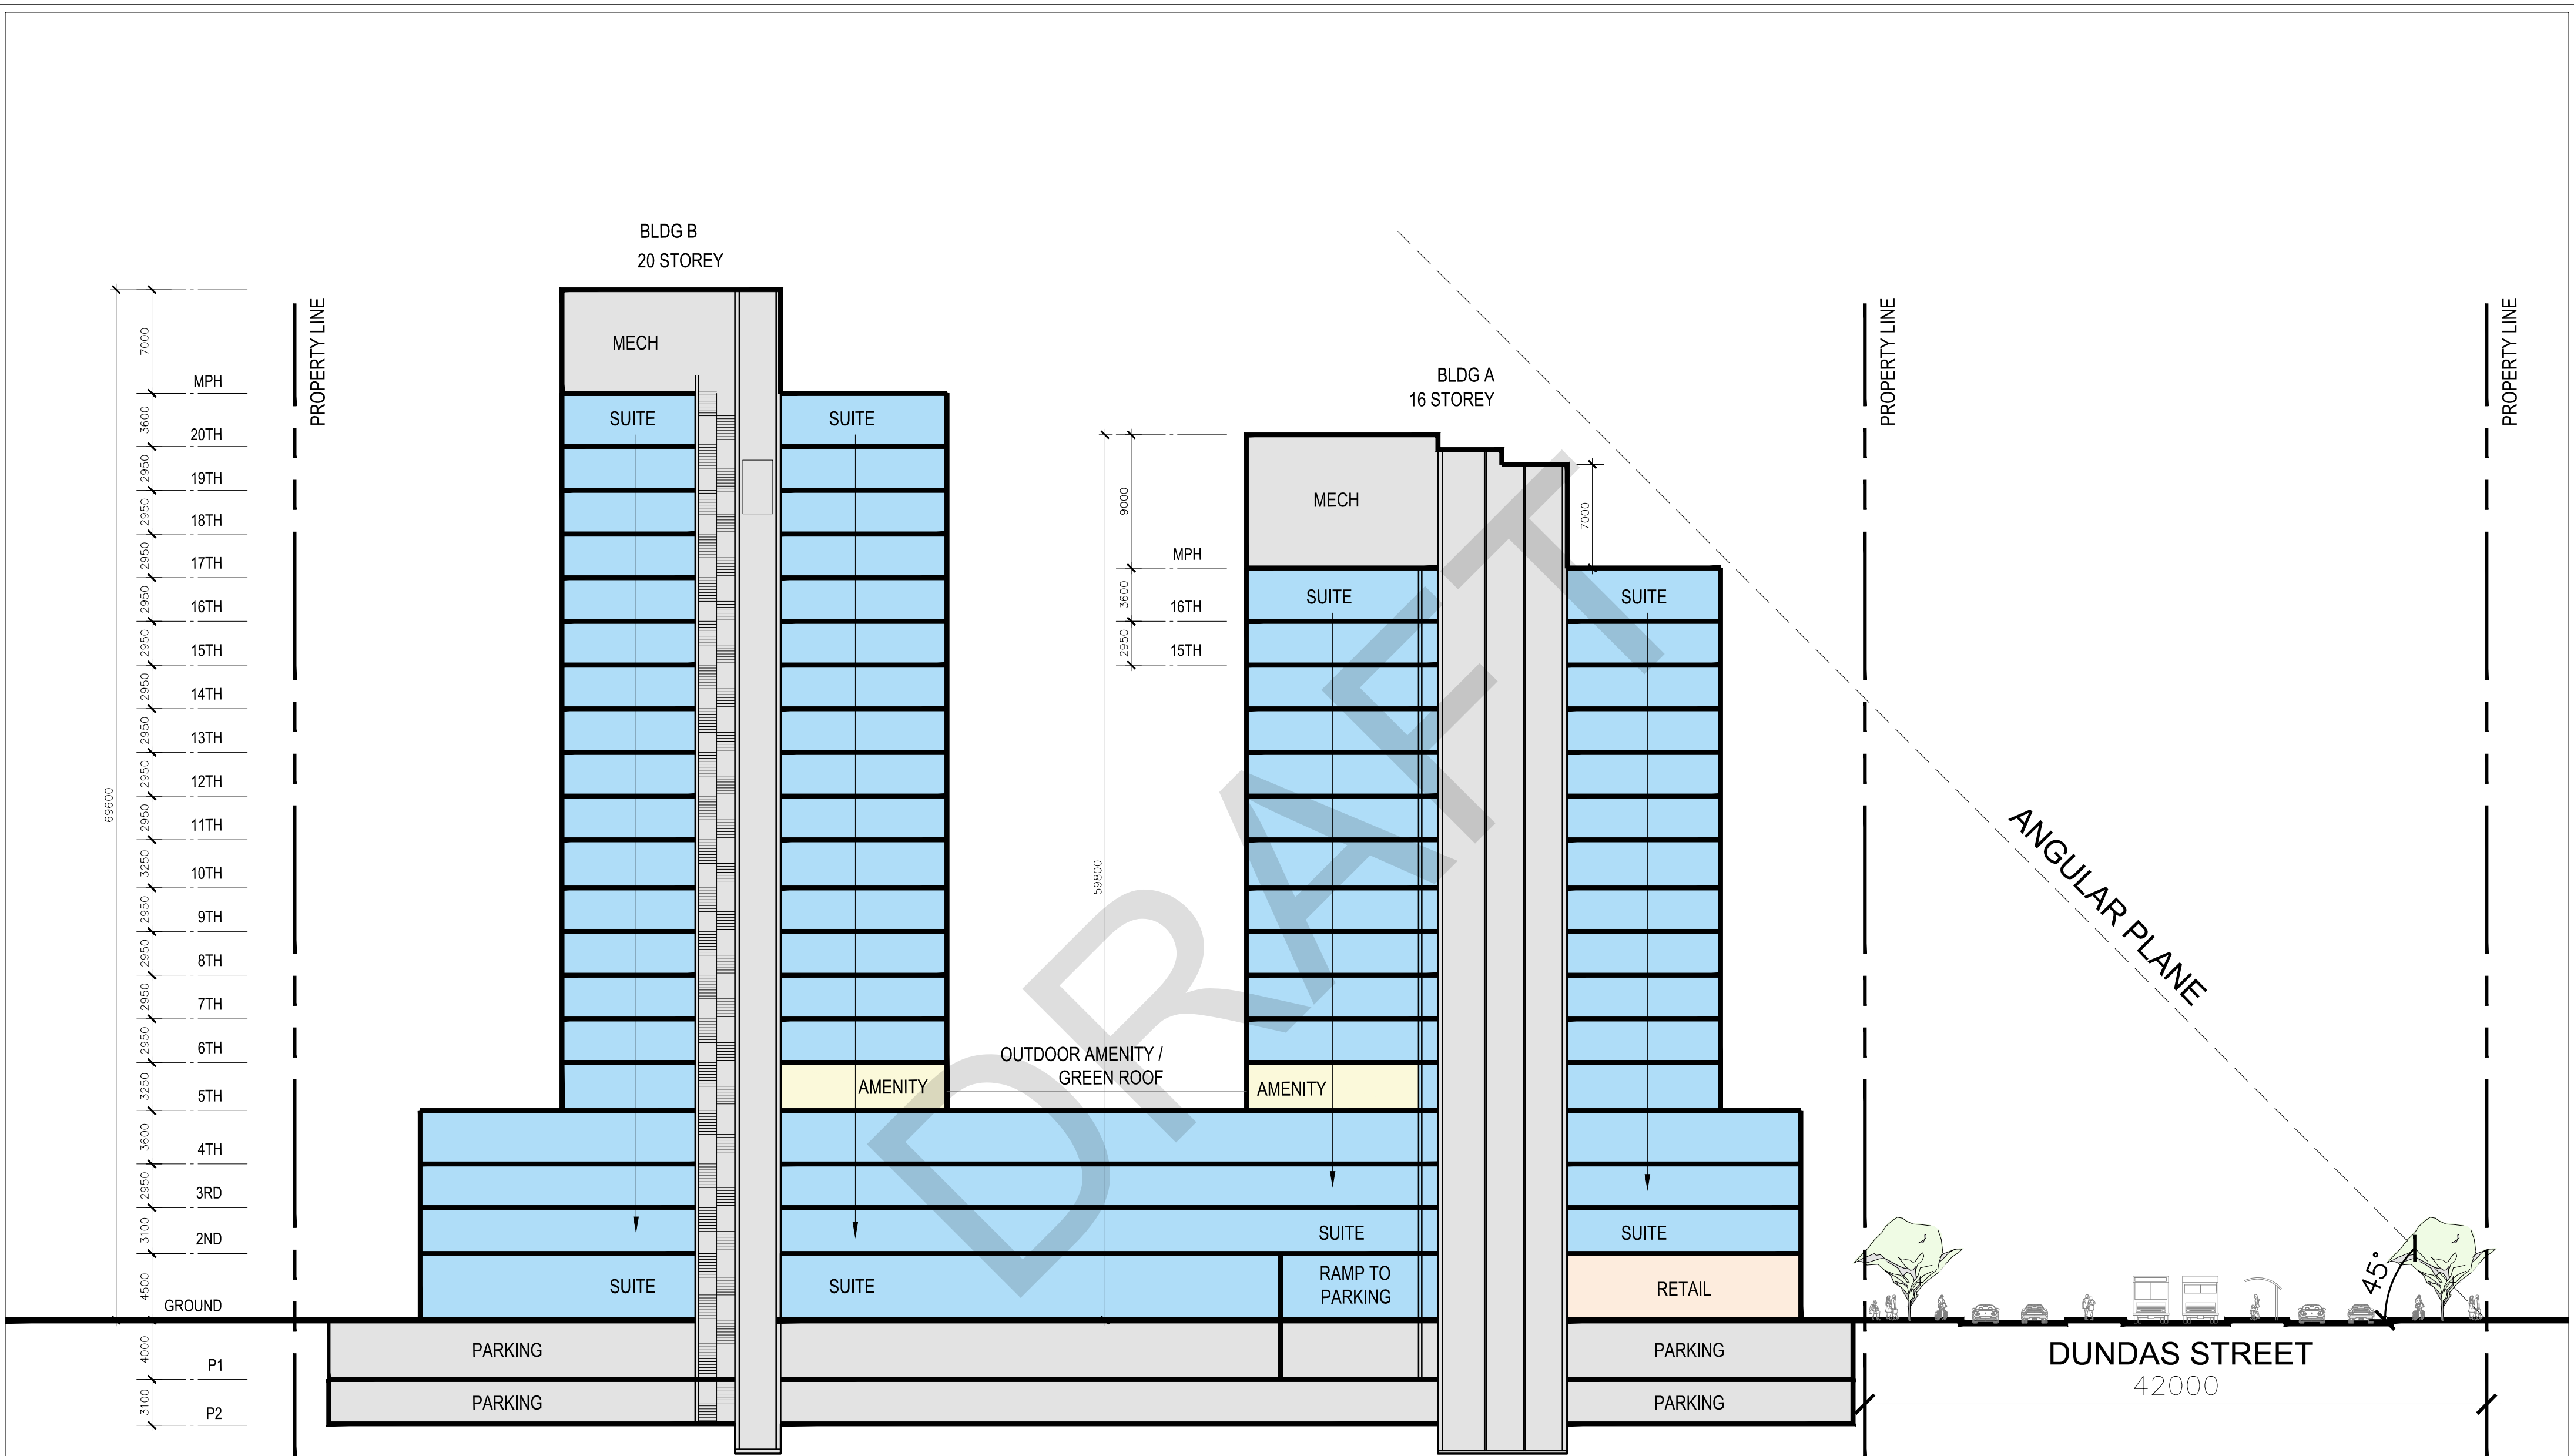 BLDG B
20 STOREY
BLDG A
16 STOREY
PROPERTY LINE
PROPERTY LINE
PROPERTY LINE
69600
7000
MPH
3600
20TH
2950
19TH
2950
18TH
2950
17TH
2950
16TH
2950
15TH
2950
14TH
2950
13TH
2950
12TH
2950
11TH
3250
10TH
2950
9TH
2950
8TH
2950
7TH
2950
6TH
3250
5TH
3600
4TH
2950
3RD
3100
2ND
4500
GROUND
4000
P1
3100
P2
MECH
SUITE
SUITE
AMENITY
SUITE
SUITE
PARKING
PARKING
OUTDOOR AMENITY /
GREEN ROOF
59800
9000
MPH
3600
16TH
2950
15TH
MECH
7000
SUITE
SUITE
AMENITY
SUITE
SUITE
RAMP TO
PARKING
RETAIL
PARKING
PARKING
ANGULAR PLANE
45°
DUNDAS STREET
42000
DRAFT